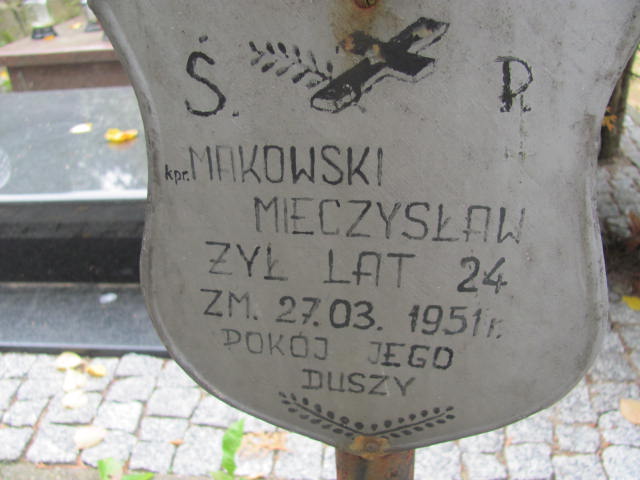 Ś. P.
kpr. MAKOWSKI
MIECZYSŁAW
ŻYŁ LAT 24
ZM. 27.03. 1951 r.
POKÓJ JEGO
DUSZY